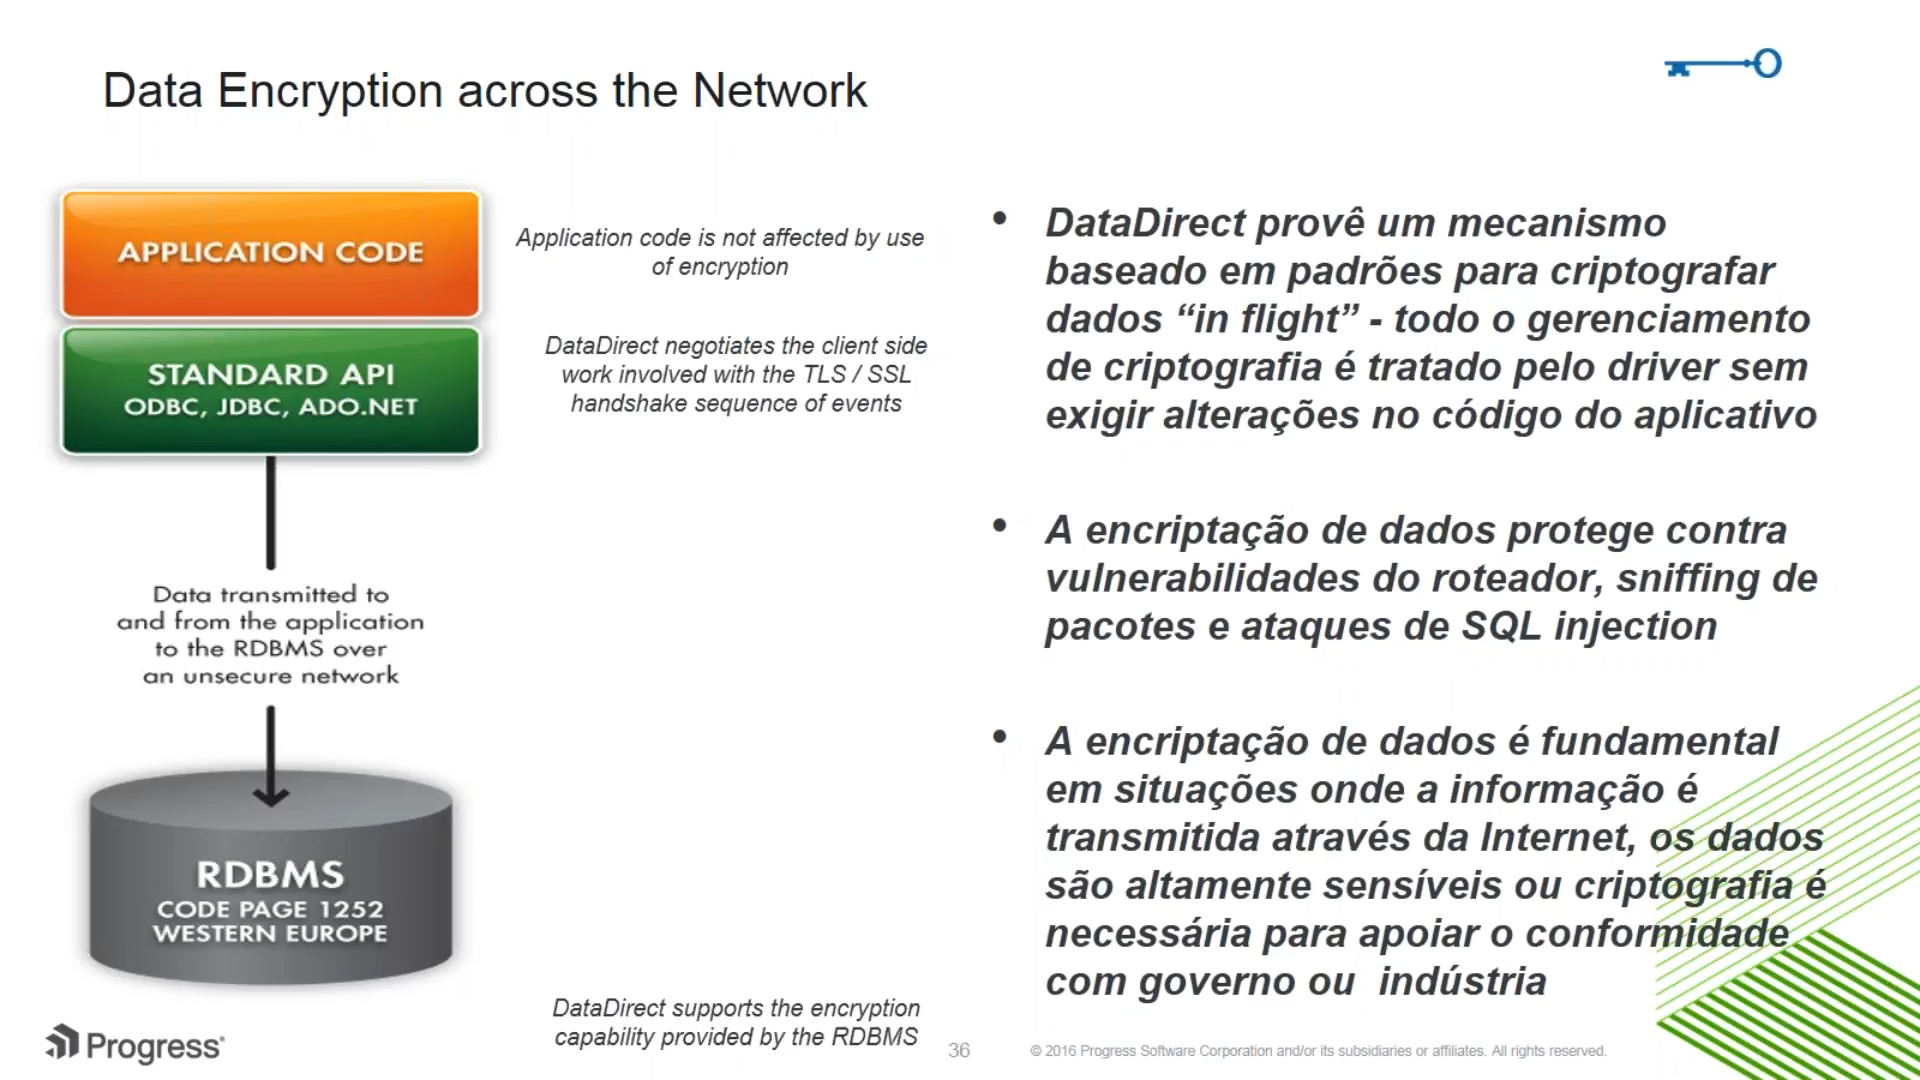 Data Encryption across the Network
APPLICATION CODE
Application code is not affected by use
of encryption
STANDARD API
ODBC, JDBC, ADO.NET
DataDirect negotiates the client side
work involved with the TLS / SSL
handshake sequence of events
Data transmitted to
and from the application
to the RDBMS over
an unsecure network
RDBMS
CODE PAGE 1252
WESTERN EUROPE
DataDirect supports the encryption
capability provided by the RDBMS
• DataDirect provê um mecanismo
baseado em padrões para criptografar
dados “in flight” - todo o gerenciamento
de criptografia é tratado pelo driver sem
exigir alterações no código do aplicativo
• A encriptação de dados protege contra
vulnerabilidades do roteador, sniffing de
pacotes e ataques de SQL injection
• A encriptação de dados é fundamental
em situações onde a informação é
transmitida através da Internet, os dados
são altamente sensíveis ou criptografia é
necessária para apoiar o conformidade
com governo ou  indústria
Progress®
36
© 2016 Progress Software Corporation and/or its subsidiaries or affiliates. All rights reserved.